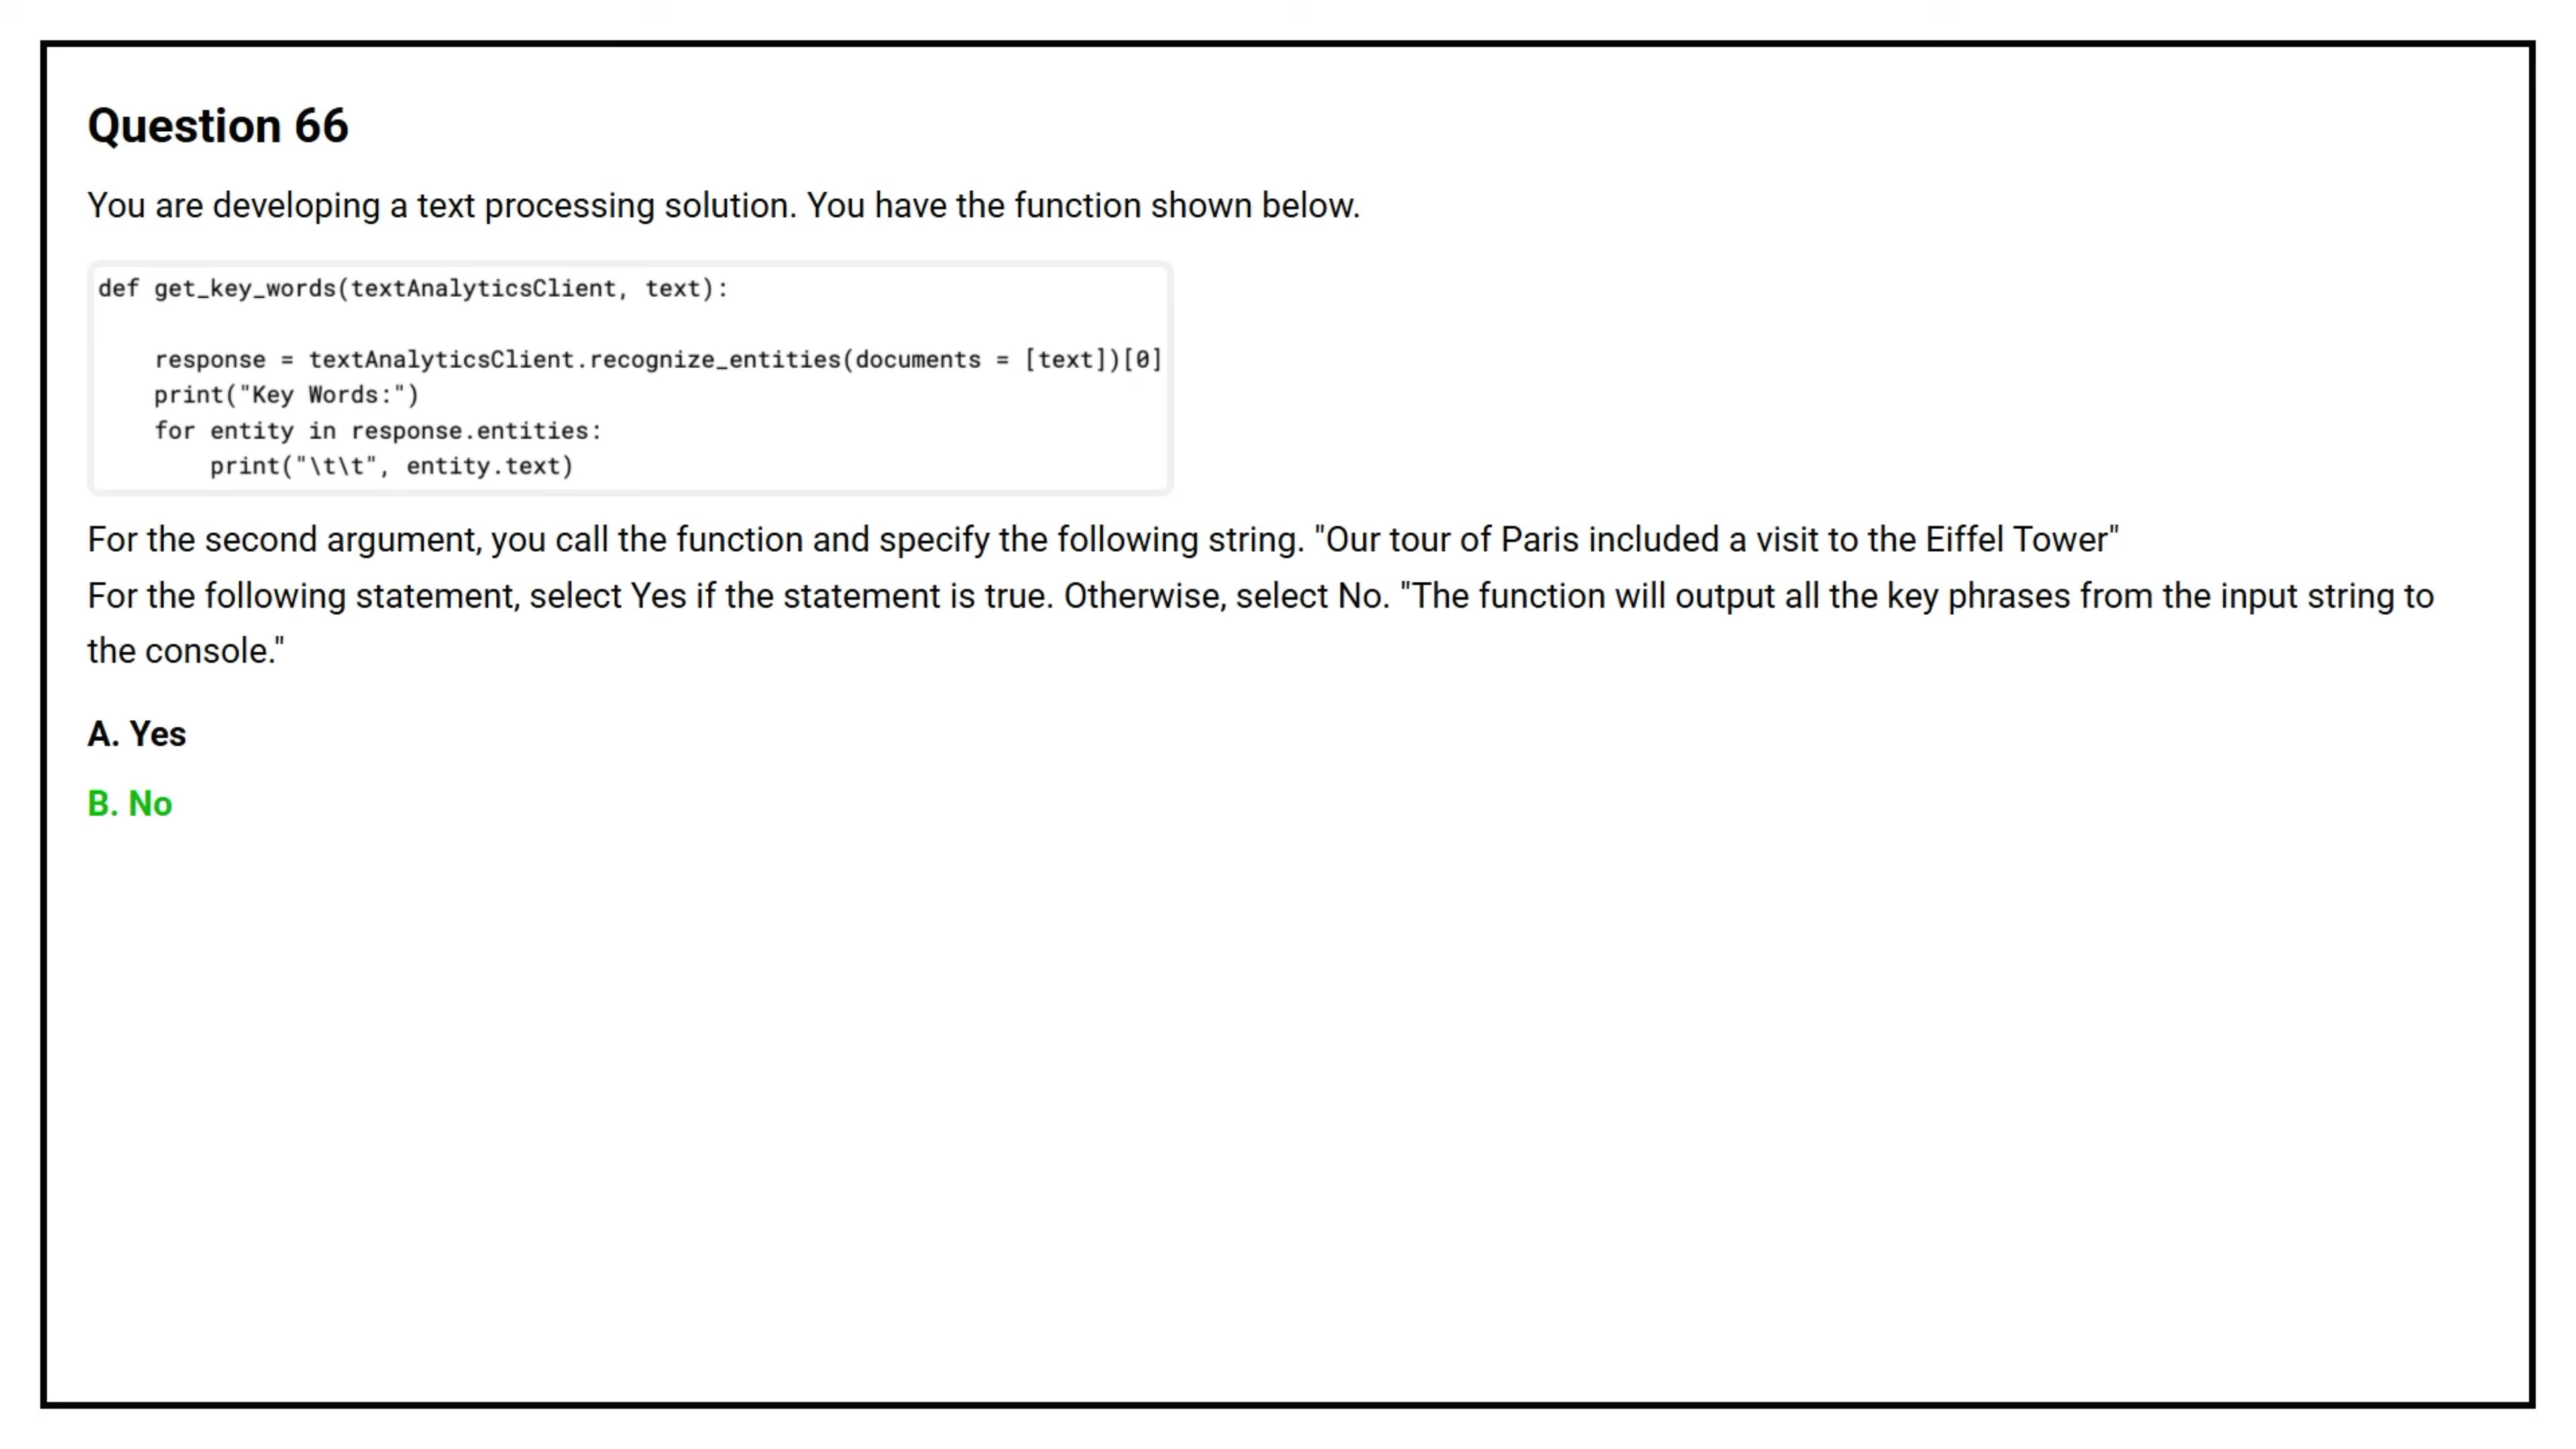 Question 66
You are developing a text processing solution. You have the function shown below.
def get_key_words(textAnalyticsClient, text):
    response = textAnalyticsClient.recognize_entities(documents = [text])[0]
    print("Key Words:")
    for entity in response.entities:
        print("\t\t", entity.text)
For the second argument, you call the function and specify the following string. "Our tour of Paris included a visit to the Eiffel Tower"
For the following statement, select Yes if the statement is true. Otherwise, select No. "The function will output all the key phrases from the input string to
the console."
A. Yes
B. No